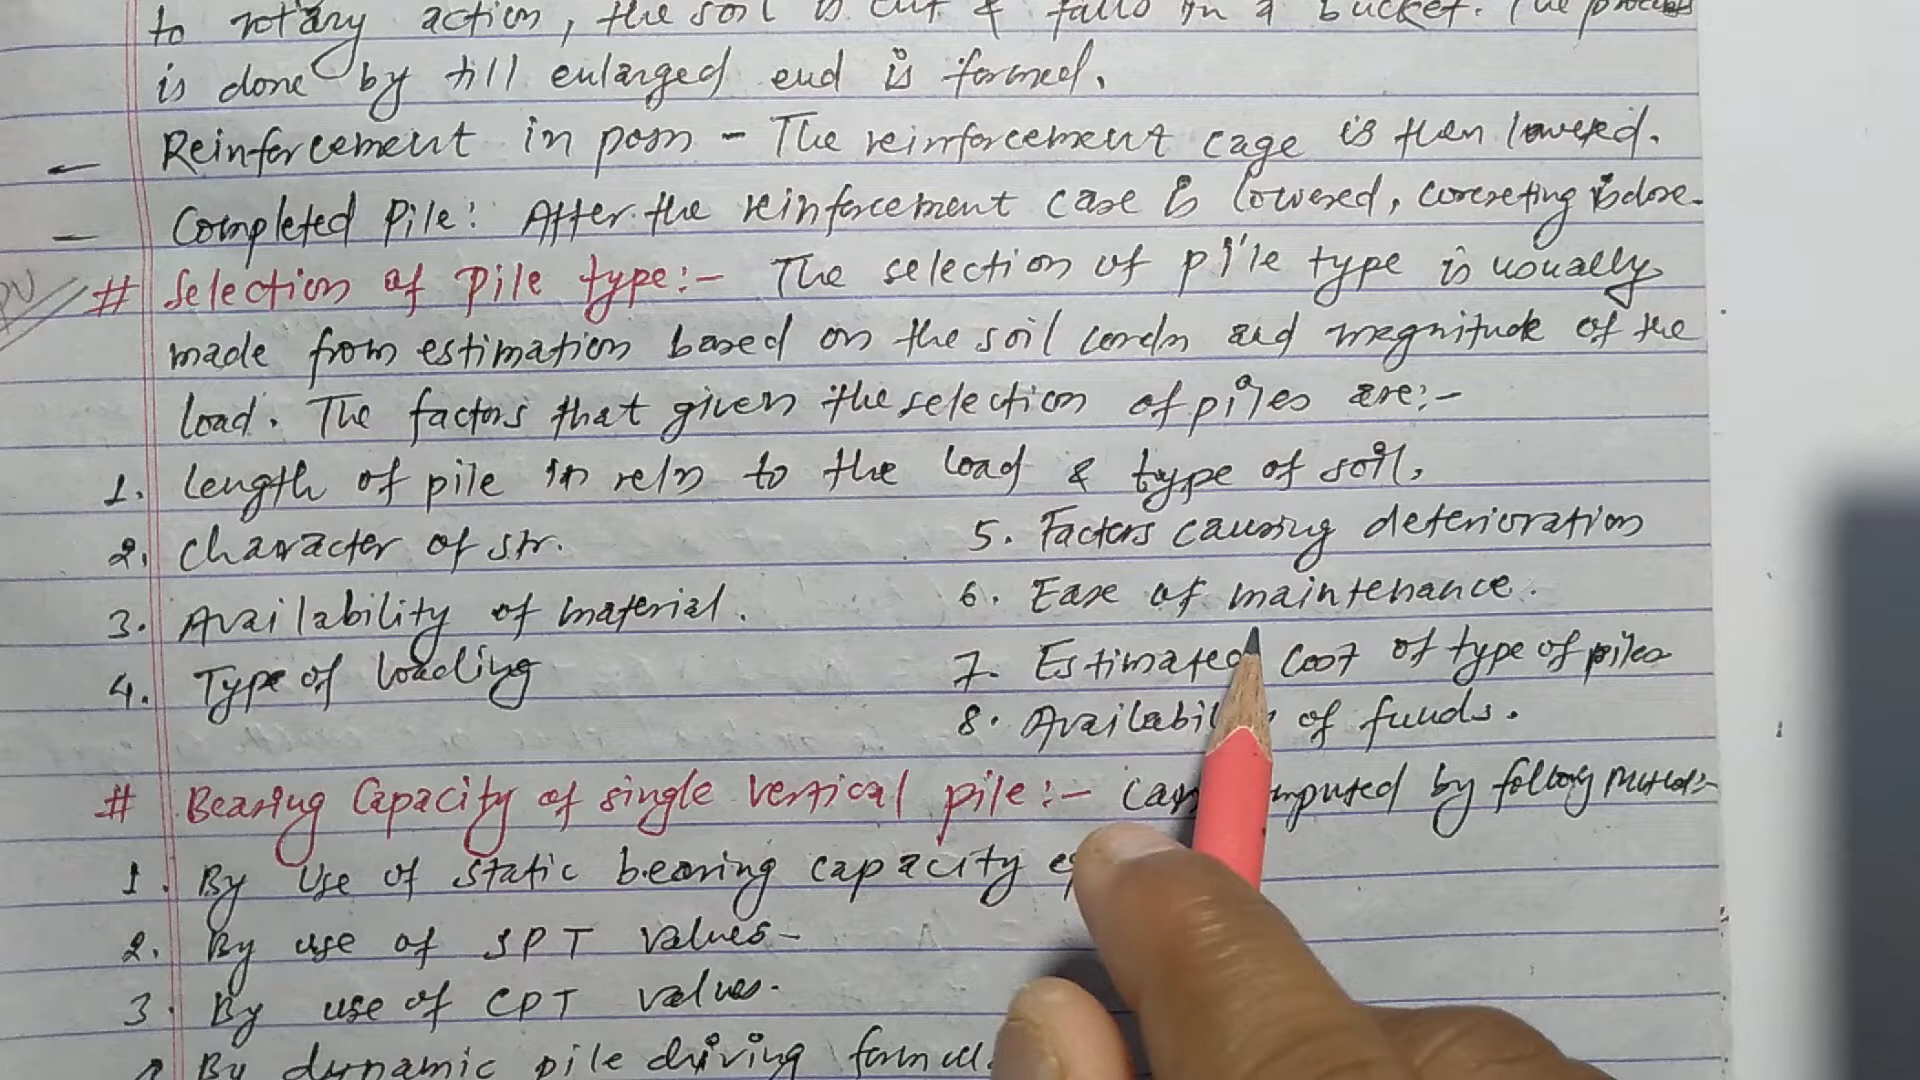 to rotary action, the soil is cut & falls in a bucket. The process
is done by till enlarged end is formed.
- Reinforcement in posn - The reinforcement cage is then lowered.
- Completed Pile: After the reinforcement case is lowered, concreting is done.
# Selection of Pile type:- The selection of pile type is usually
made from estimation based on the soil condn and magnitude of the
load. The factors that given the selection of piles are:-
1. Length of pile in reln to the load & type of soil,
2. Character of str.
3. Availability of material.
4. Type of loading
5. Factors causing deterioration
6. Ease of maintenance.
7. Estimated Cost of type of piles
8. Availabil of funds.
# Bearing Capacity of single Vertical pile:- Can mputed by
1. By Use of static bearing capacity
2. By use of SPT values-
3. By use of CPT values.
By dynamic pile driving